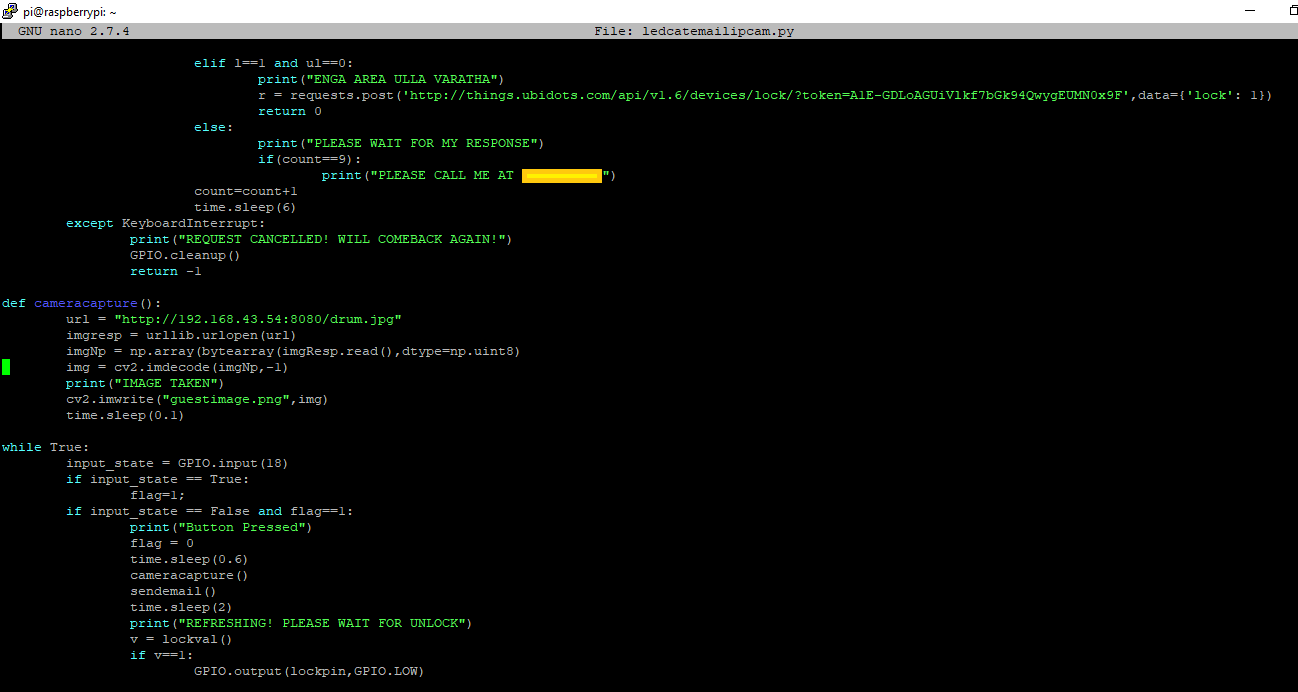 pi@raspberrypi: ~
GNU nano 2.7.4 File: ledcatemailipcam.py
elif l==1 and ul==0:
print("ENGA AREA ULLA VARATHA")
r = requests.post('http://things.ubidots.com/api/v1.6/devices/lock/?token=A1E-GDLoAGUiVlkf7bGk94QwygEUMN0x9F',data={'lock': 1})
return 0
else:
print("PLEASE WAIT FOR MY RESPONSE")
if(count==9):
print("PLEASE CALL ME AT ")
count=count+1
time.sleep(6)
except KeyboardInterrupt:
print("REQUEST CANCELLED! WILL COMEBACK AGAIN!")
GPIO.cleanup()
return -1
def cameracapture():
url = "http://192.168.43.54:8080/drum.jpg"
imgresp = urllib.urlopen(url)
imgNp = np.array(bytearray(imgResp.read(),dtype=np.uint8)
img = cv2.imdecode(imgNp,-1)
print("IMAGE TAKEN")
cv2.imwrite("guestimage.png",img)
time.sleep(0.1)
while True:
input_state = GPIO.input(18)
if input_state == True:
flag=1;
if input_state == False and flag==1:
print("Button Pressed")
flag = 0
time.sleep(0.6)
cameracapture()
sendemail()
time.sleep(2)
print("REFRESHING! PLEASE WAIT FOR UNLOCK")
v = lockval()
if v==1:
GPIO.output(lockpin,GPIO.LOW)